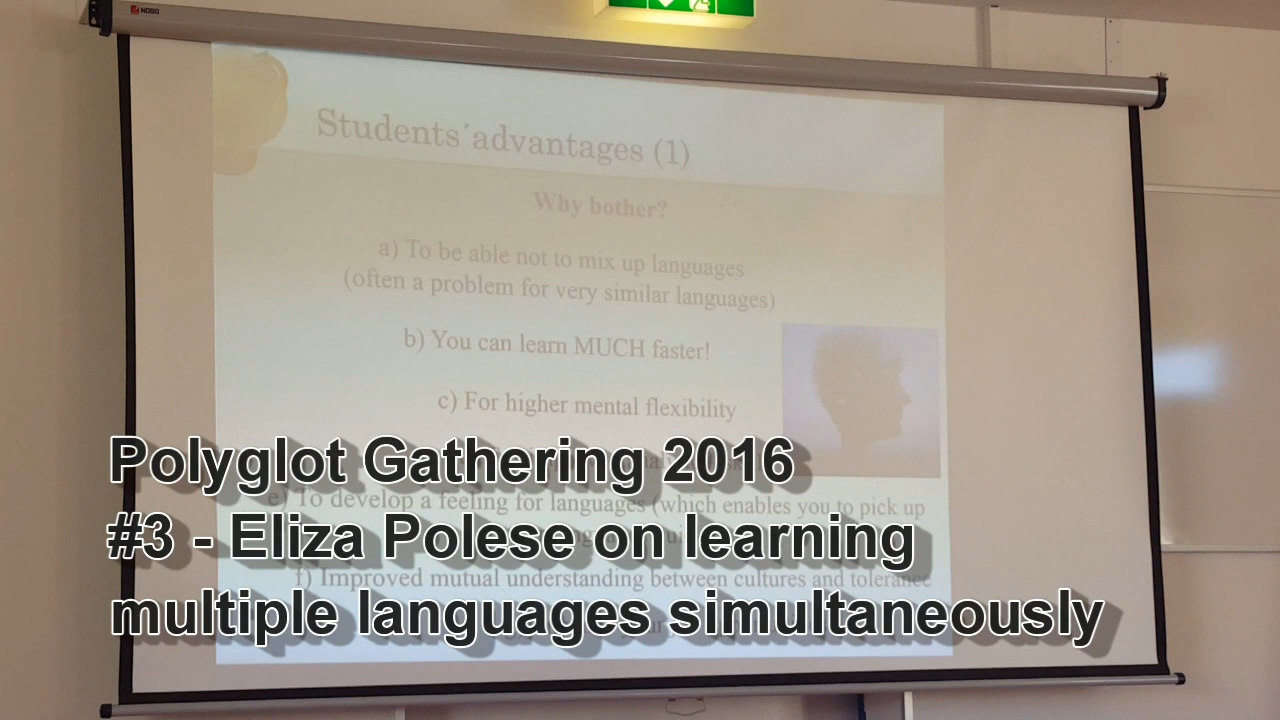 NOBO
Students´advantages (1)
Why bother?
a) To be able not to mix up languages
(often a problem for very similar languages)
b) You can learn MUCH faster!
c) For higher mental flexibility
Polyglot Gathering 2016
e) To develop a feeling for languages (which enables you to pick up
#3 - Eliza Polese on learning
f) Improved mutual understanding between cultures and tolerance
multiple languages simultaneously